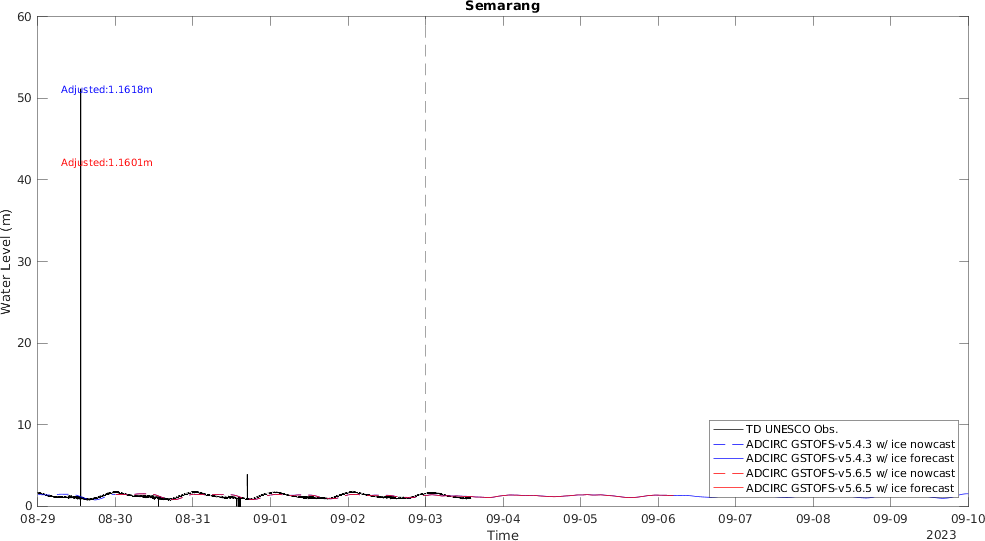 Semarang
60
50
40
30
20
10
0
Water Level (m)
Adjusted:1.1618m
Adjusted:1.1601m
TD UNESCO Obs.
ADCIRC GSTOFS-v5.4.3 w/ ice nowcast
ADCIRC GSTOFS-v5.4.3 w/ ice forecast
ADCIRC GSTOFS-v5.6.5 w/ ice nowcast
ADCIRC GSTOFS-v5.6.5 w/ ice forecast
08-29 08-30 08-31 09-01 09-02 09-03 09-04 09-05 09-06 09-07 09-08 09-09 09-10
Time
2023